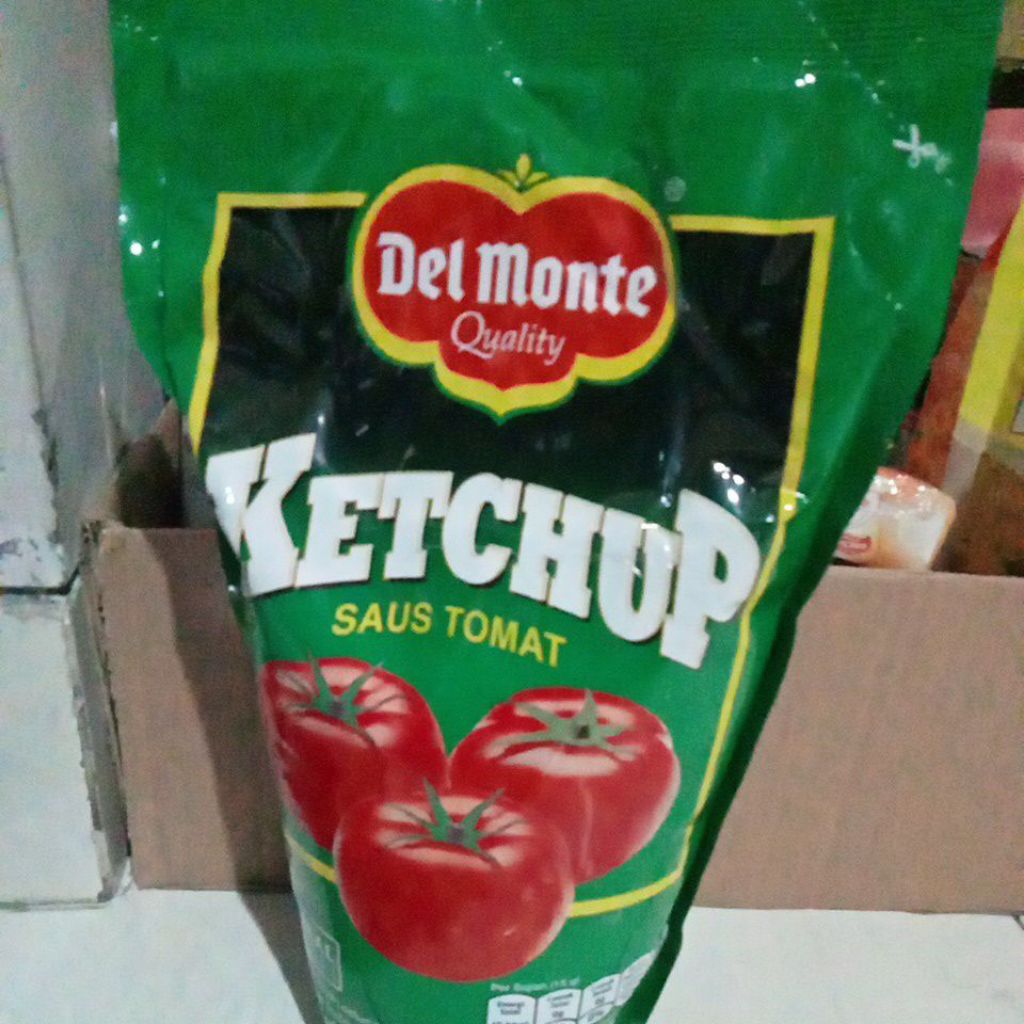 Del Monte
Quality
KETCHUP
SAUS TOMAT